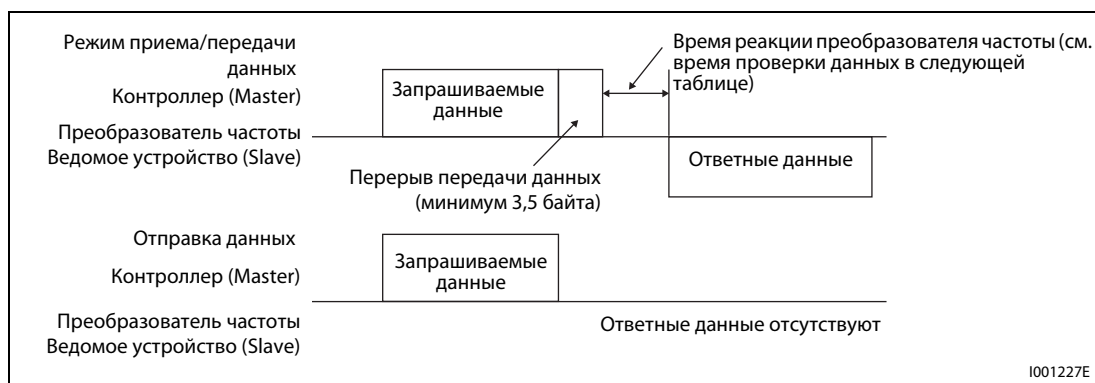 Режим приема/передачи
данных
Контроллер (Master)
Преобразователь частоты
Ведомое устройство (Slave)
Запрашиваемые
данные
Время реакции преобразователя частоты (см.
время проверки данных в следующей
таблице)
Ответные данные
Перерыв передачи данных
(минимум 3,5 байта)
Отправка данных
Контроллер (Master)
Запрашиваемые
данные
Преобразователь частоты
Ведомое устройство (Slave)
Ответные данные отсутствуют
I001227E